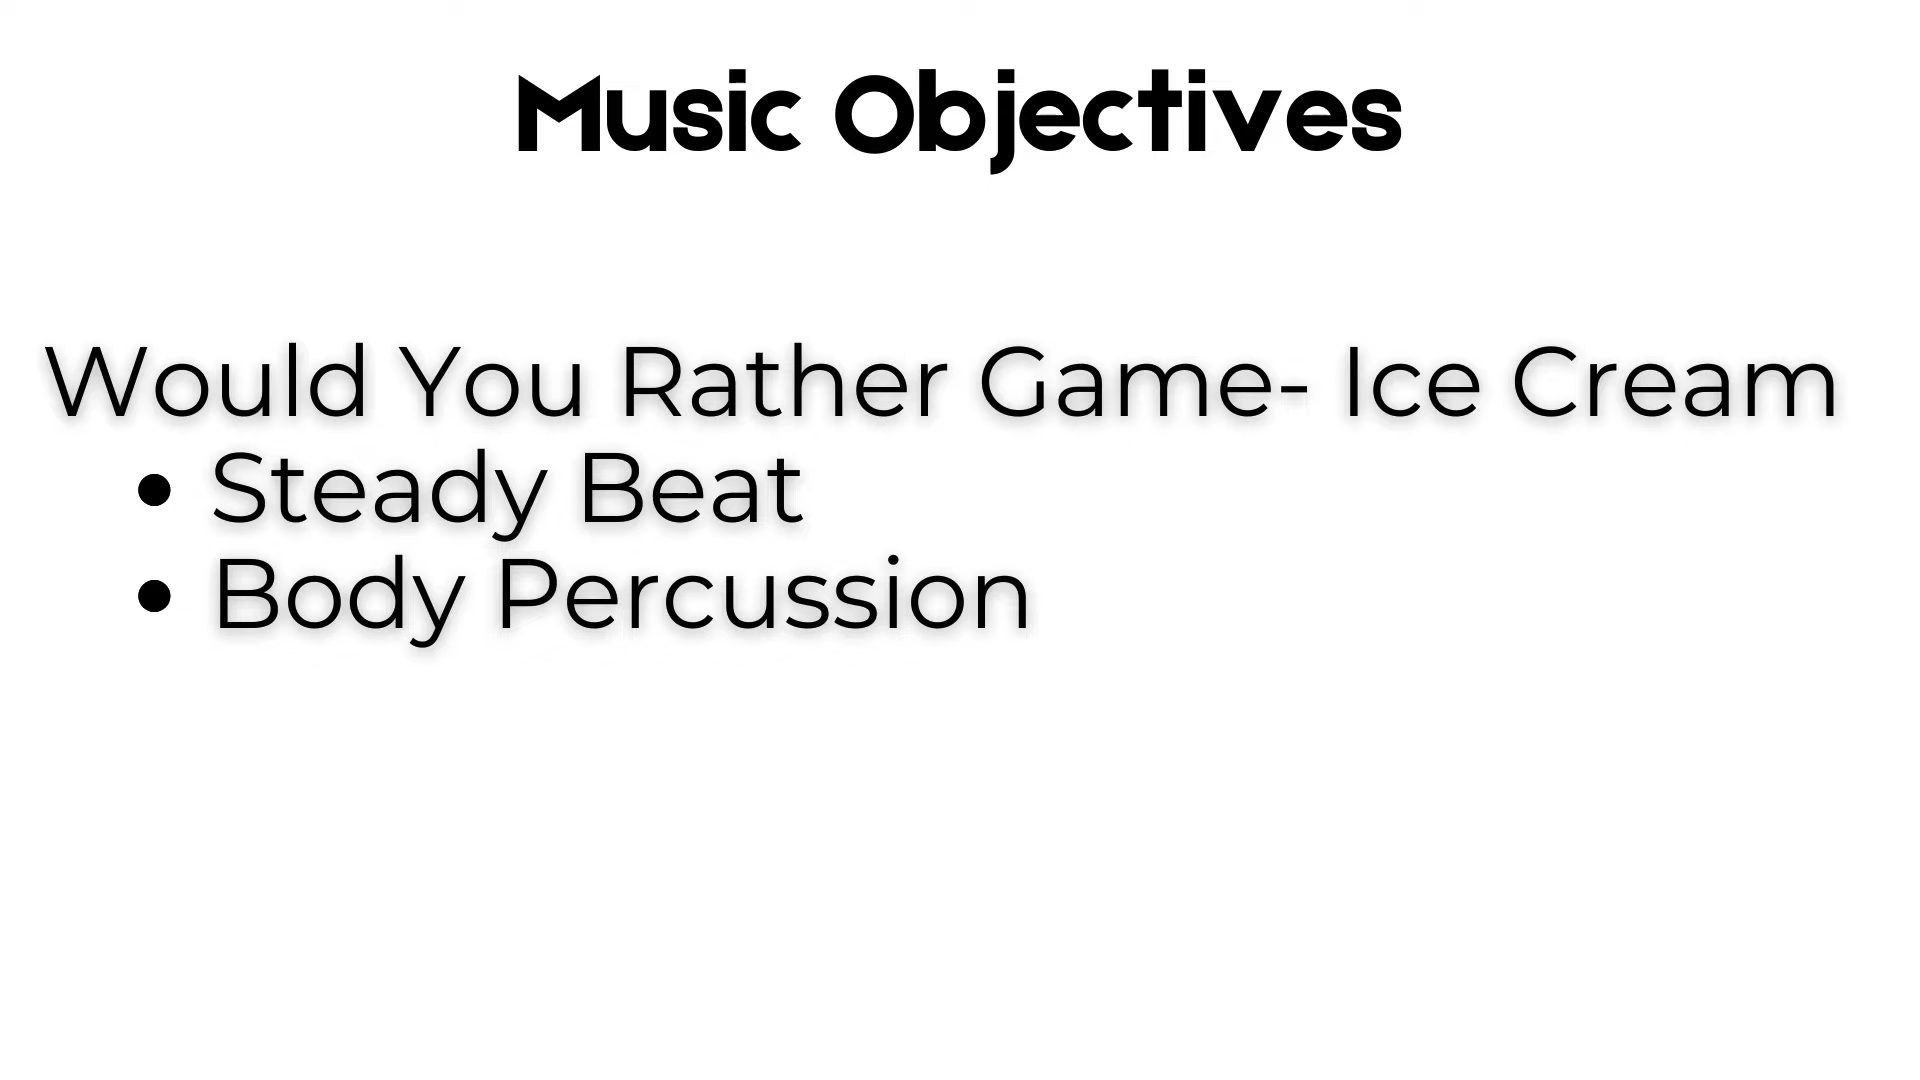 Music Objectives
Would You Rather Game- Ice Cream
• Steady Beat
• Body Percussion